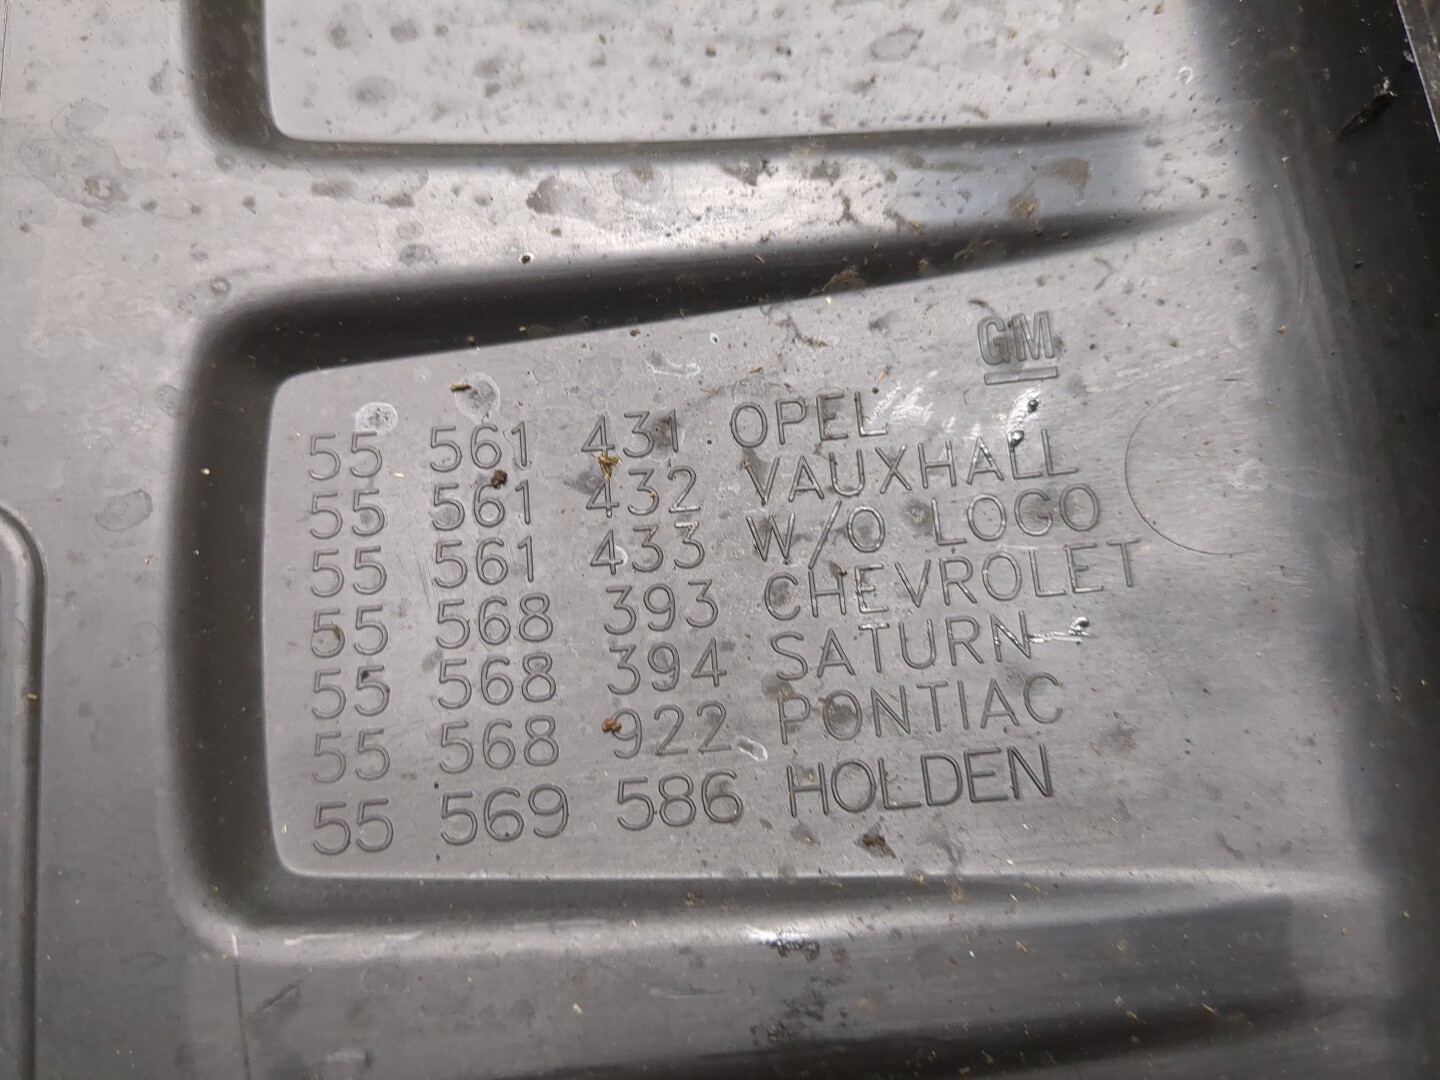 GM
55 561 431 OPEL
55 561 432 VAUXHALL
55 561 433 W/O LOGO
55 568 393 CHEVROLET
55 568 394 SATURN
55 568 922 PONTIAC
55 569 586 HOLDEN